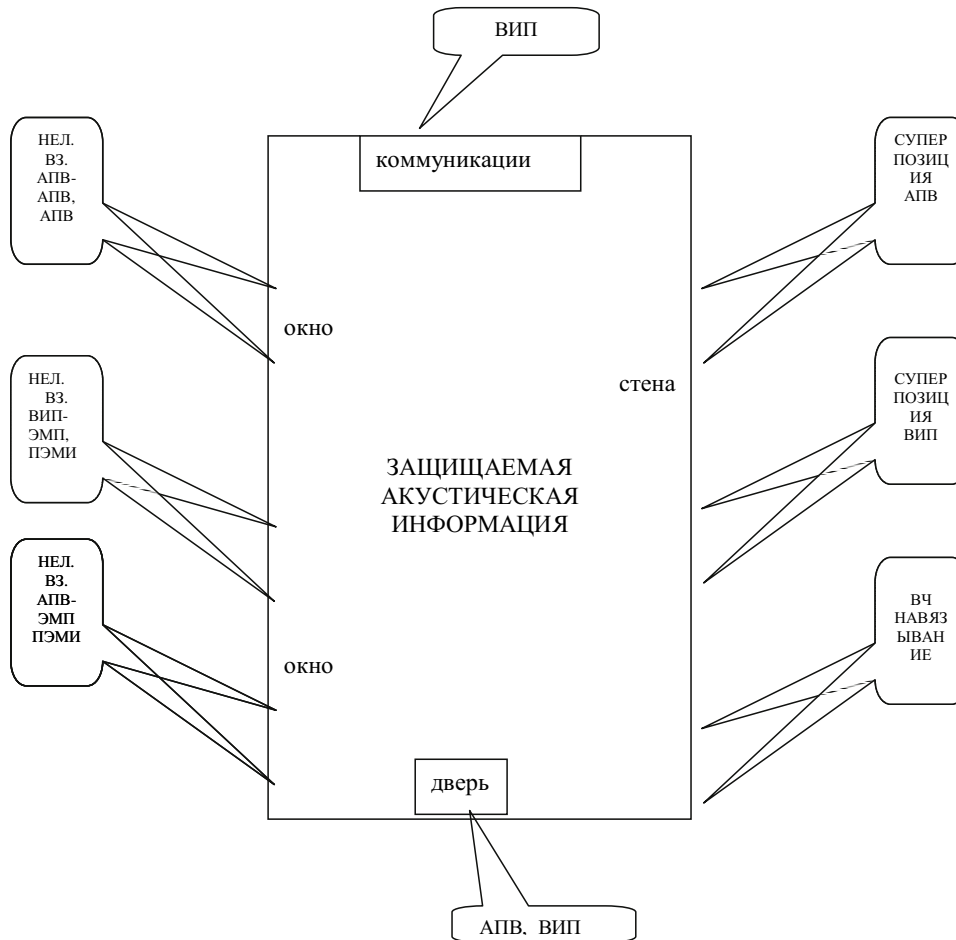 ВИП
коммуникации
НЕЛ.
ВЗ.
АПВ-
АПВ,
АПВ
СУПЕР
ПОЗИЦ
ИЯ
АПВ
окно
НЕЛ.
ВЗ.
ВИП-
ЭМП,
ПЭМИ
стена
СУПЕР
ПОЗИЦ
ИЯ
ВИП
ЗАЩИЩАЕМАЯ
АКУСТИЧЕСКАЯ
ИНФОРМАЦИЯ
НЕЛ.
ВЗ.
АПВ-
ЭМП
ПЭМИ
ВЧ
НАВЯЗ
ЫВАН
ИЕ
окно
дверь
АПВ, ВИП